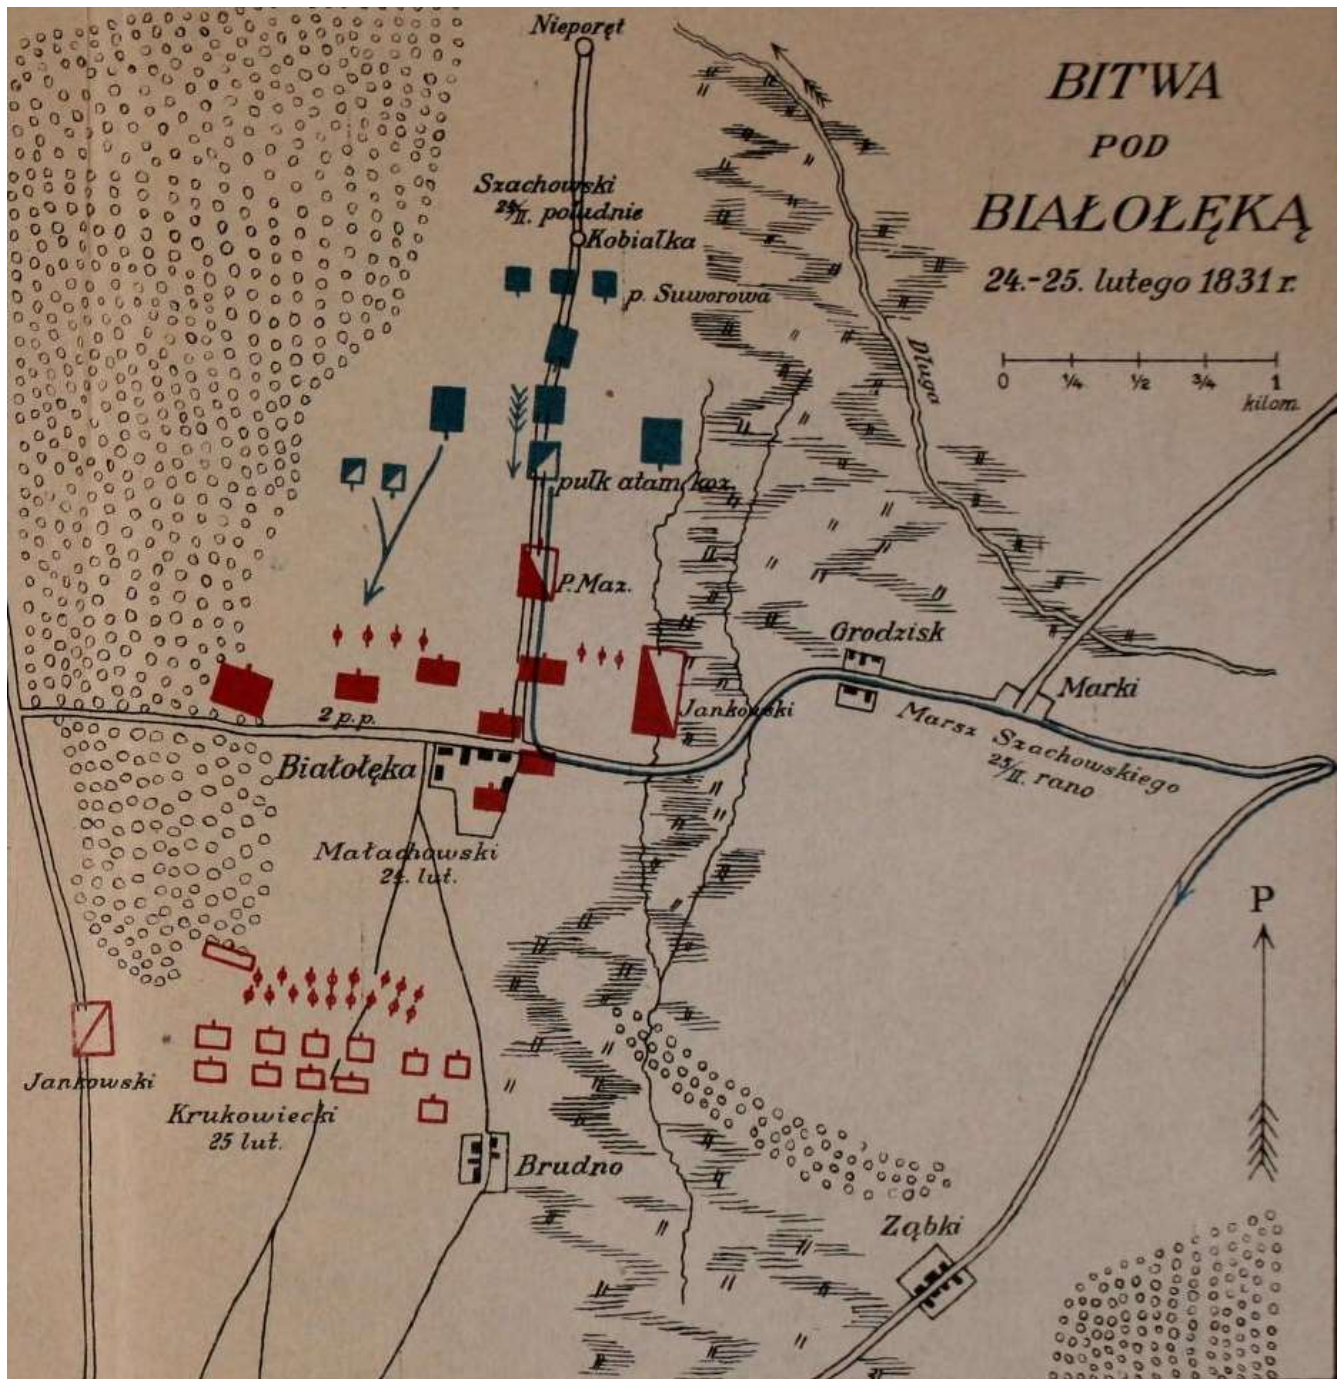 Nieporęt
BITWA
POD
BIAŁOŁĘKĄ
24.-25. lutego 1831 r.
0 ¼ ½ ¾ 1
kilom.
Szachowski
24/II. południe
Kobiałka
p. Suworowa
Długa
pułk atam. koz.
P. Maz.
Grodzisk
Marki
Jankowski
2 p.p.
Marsz Szachowskiego
25/II. rano
Białołęka
Małachowski
24. lut.
P
Jankowski
Krukowiecki
25 lut.
Brudno
Ząbki